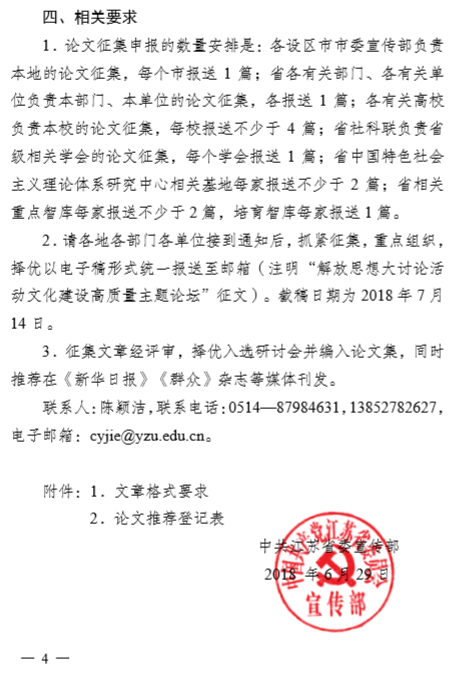 四、相关要求
1．论文征集申报的数量安排是：各设区市市委宣传部负责
本地的论文征集，每个市报送 1 篇；省各有关部门、各有关单
位负责本部门、本单位的论文征集，各报送 1 篇；各有关高校
负责本校的论文征集，每校报送不少于 4 篇；省社科联负责省
级相关学会的论文征集，每个学会报送 1 篇；省中国特色社会
主义理论体系研究中心相关基地每家报送不少于 2 篇；省相关
重点智库每家报送不少于 2 篇，培育智库每家报送 1 篇。
2．请各地各部门各单位接到通知后，抓紧征集，重点组织，
择优以电子稿形式统一报送至邮箱（注明“解放思想大讨论活
动文化建设高质量主题论坛”征文）。截稿日期为 2018 年 7 月
14 日。
3．征集文章经评审，择优入选研讨会并编入论文集，同时
推荐在《新华日报》《群众》杂志等媒体刊发。
联系人：陈颖洁，联系电话：0514—87984631，13852782627，
电子邮箱：cyjie@yzu.edu.cn。
附件：1．文章格式要求
2．论文推荐登记表
中共江苏省委宣传部
2018 年 6 月 29 日
中国共产党江苏省委员会
宣传部
— 4 —